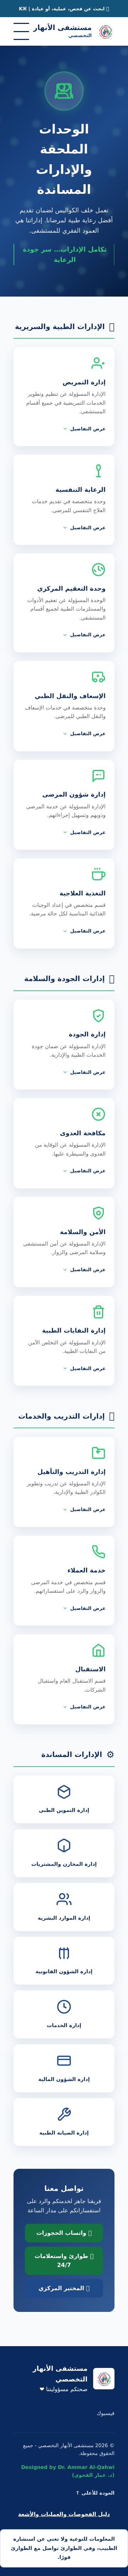 ابحث عن فحص، عملية، أو عيادة | KH
مستشفى الأنهار
التخصصي
الوحدات
الملحقة
والإدارات
المساندة
تعمل خلف الكواليس لضمان تقديم
أفضل رعاية طبية لمرضانا. إداراتنا هي
العمود الفقري للمستشفى.
تكامل الإدارات... سر جودة
الرعاية
الإدارات الطبية والسريرية
إدارة التمريض
الإدارة المسؤولة عن تنظيم وتطوير
الخدمات التمريضية في جميع أقسام
المستشفى.
عرض التفاصيل
الرعاية التنفسية
وحدة متخصصة في تقديم خدمات
العلاج التنفسي للمرضى.
عرض التفاصيل
وحدة التعقيم المركزي
الوحدة المسؤولة عن تعقيم الأدوات
والمستلزمات الطبية لجميع أقسام
المستشفى.
عرض التفاصيل
الإسعاف والنقل الطبي
وحدة متخصصة في خدمات الإسعاف
والنقل الطبي للمرضى.
عرض التفاصيل
إدارة شؤون المرضى
الإدارة المسؤولة عن خدمة المرضى
وذويهم وتسهيل إجراءاتهم.
عرض التفاصيل
التغذية العلاجية
قسم متخصص في إعداد الوجبات
الغذائية المناسبة لكل حالة مرضية.
عرض التفاصيل
إدارات الجودة والسلامة
إدارة الجودة
الإدارة المسؤولة عن ضمان جودة
الخدمات الطبية والإدارية.
عرض التفاصيل
مكافحة العدوى
الإدارة المسؤولة عن الوقاية من
العدوى والسيطرة عليها.
عرض التفاصيل
الأمن والسلامة
الإدارة المسؤولة عن أمن المستشفى
وسلامة المرضى والزوار.
عرض التفاصيل
إدارة النفايات الطبية
الإدارة المسؤولة عن التخلص الآمن
من النفايات الطبية.
عرض التفاصيل
إدارات التدريب والخدمات
إدارة التدريب والتأهيل
الإدارة المسؤولة عن تدريب وتطوير
الكوادر الطبية والإدارية.
عرض التفاصيل
خدمة العملاء
قسم متخصص في خدمة المرضى
والزوار والرد على استفساراتهم.
عرض التفاصيل
الاستقبال
قسم الاستقبال العام واستقبال
الشركات.
عرض التفاصيل
الإدارات المساندة
إدارة التموين الطبي
إدارة المخازن والمشتريات
إدارة الموارد البشرية
إدارة الشؤون القانونية
إدارة الخدمات
إدارة الشؤون المالية
إدارة الصيانة الطبية
تواصل معنا
فريقنا جاهز لخدمتكم والرد على
استفساراتكم على مدار الساعة
واتساب الحجوزات
طوارئ واستعلامات
24/7
المختبر المركزي
مستشفى الأنهار
التخصصي
صحتكم مسؤوليتنا ❤
فيسبوك
© 2026 مستشفى الأنهار التخصصي - جميع
الحقوق محفوظة.
Designed by Dr. Ammar Al-Qahwi
(د. عمار القحوي)
العودة للأعلى ↑
دليل الفحوصات والعمليات والأشعة
المعلومات للتوعية ولا تغني عن استشارة
الطبيب، وفي الطوارئ تواصل مع الطوارئ
فورًا.